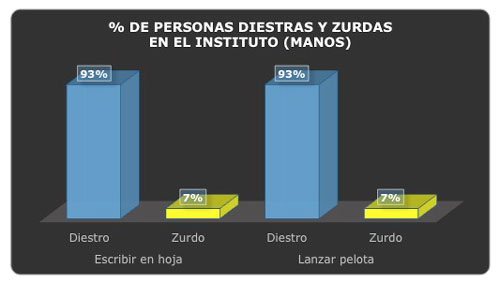 % DE PERSONAS DIESTRAS Y ZURDAS
EN EL INSTITUTO (MANOS)
93%
7%
93%
7%
Diestro
Zurdo
Diestro
Zurdo
Escribir en hoja
Lanzar pelota